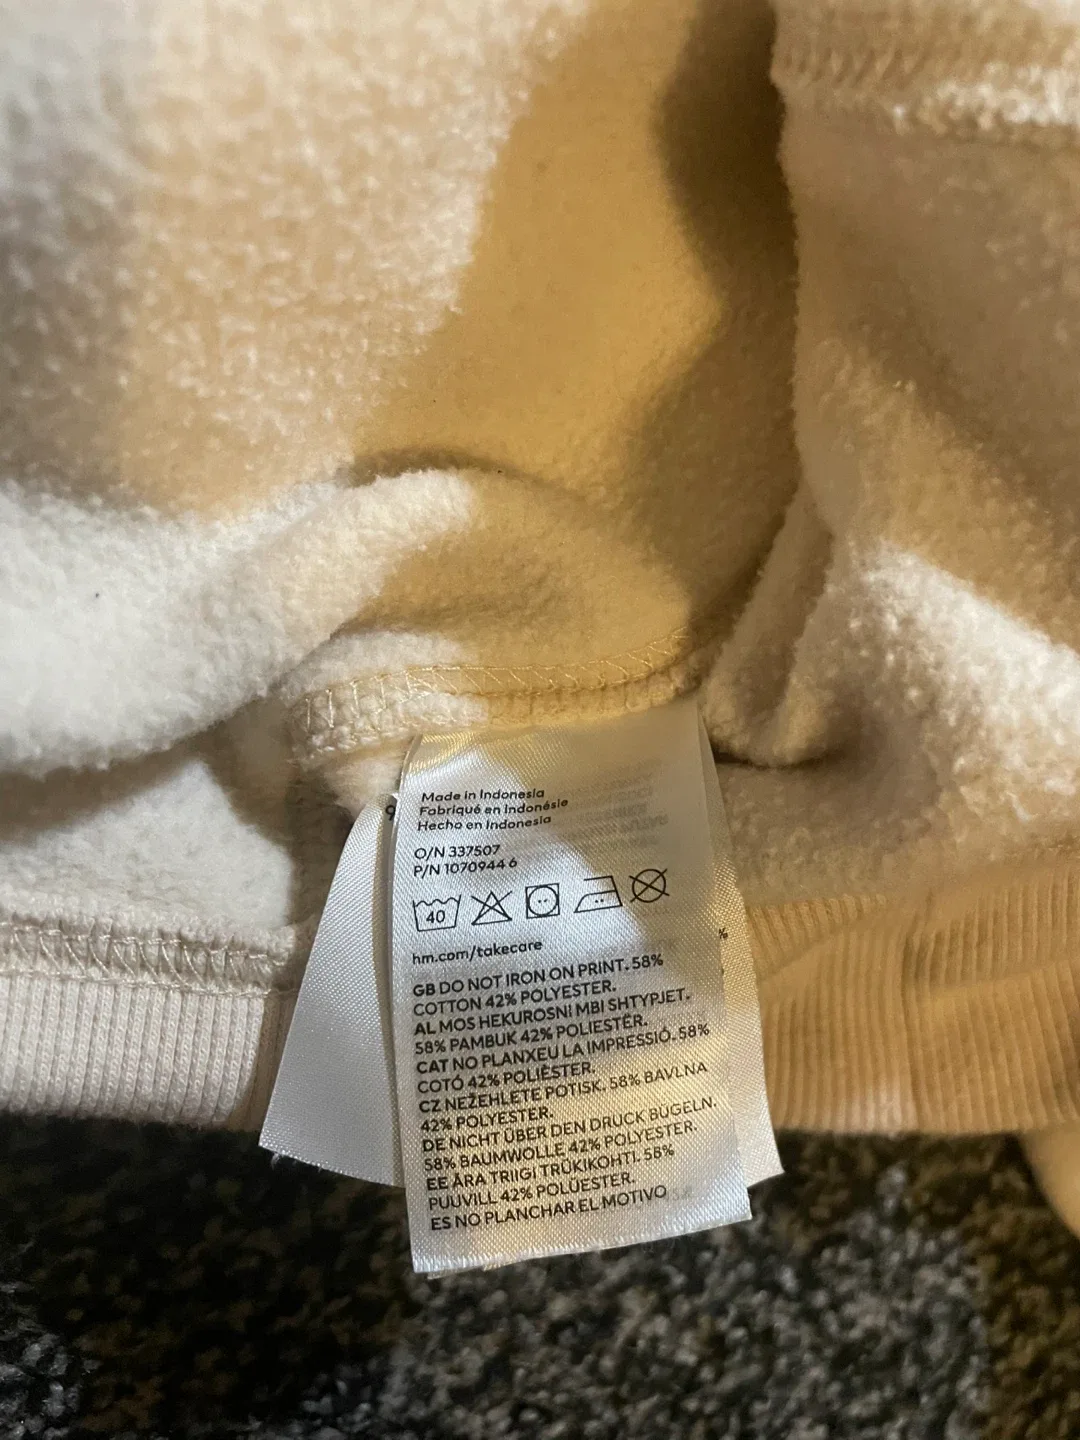 Made in Indonesia
Fabriqué en Indonésie
Hecho en Indonesia
O/N 337507
P/N 1070944 6
40
hm.com/takecare
GB DO NOT IRON ON PRINT. 58%
COTTON 42% POLYESTER.
AL MOS HEKUROSNI MBI SHTYPJET.
58% PAMBUK 42% POLIESTËR.
CAT NO PLANXEU LA IMPRESSIÓ. 58%
COTÓ 42% POLIÈSTER.
CZ NEŽEHLETE POTISK. 58% BAVLNA
42% POLYESTER.
DE NICHT ÜBER DEN DRUCK BÜGELN.
58% BAUMWOLLE 42% POLYESTER.
EE ÄRA TRIIGI TRÜKIKOHTI. 58%
PUUVILL 42% POLÜESTER.
ES NO PLANCHAR EL MOTIVO
9
%